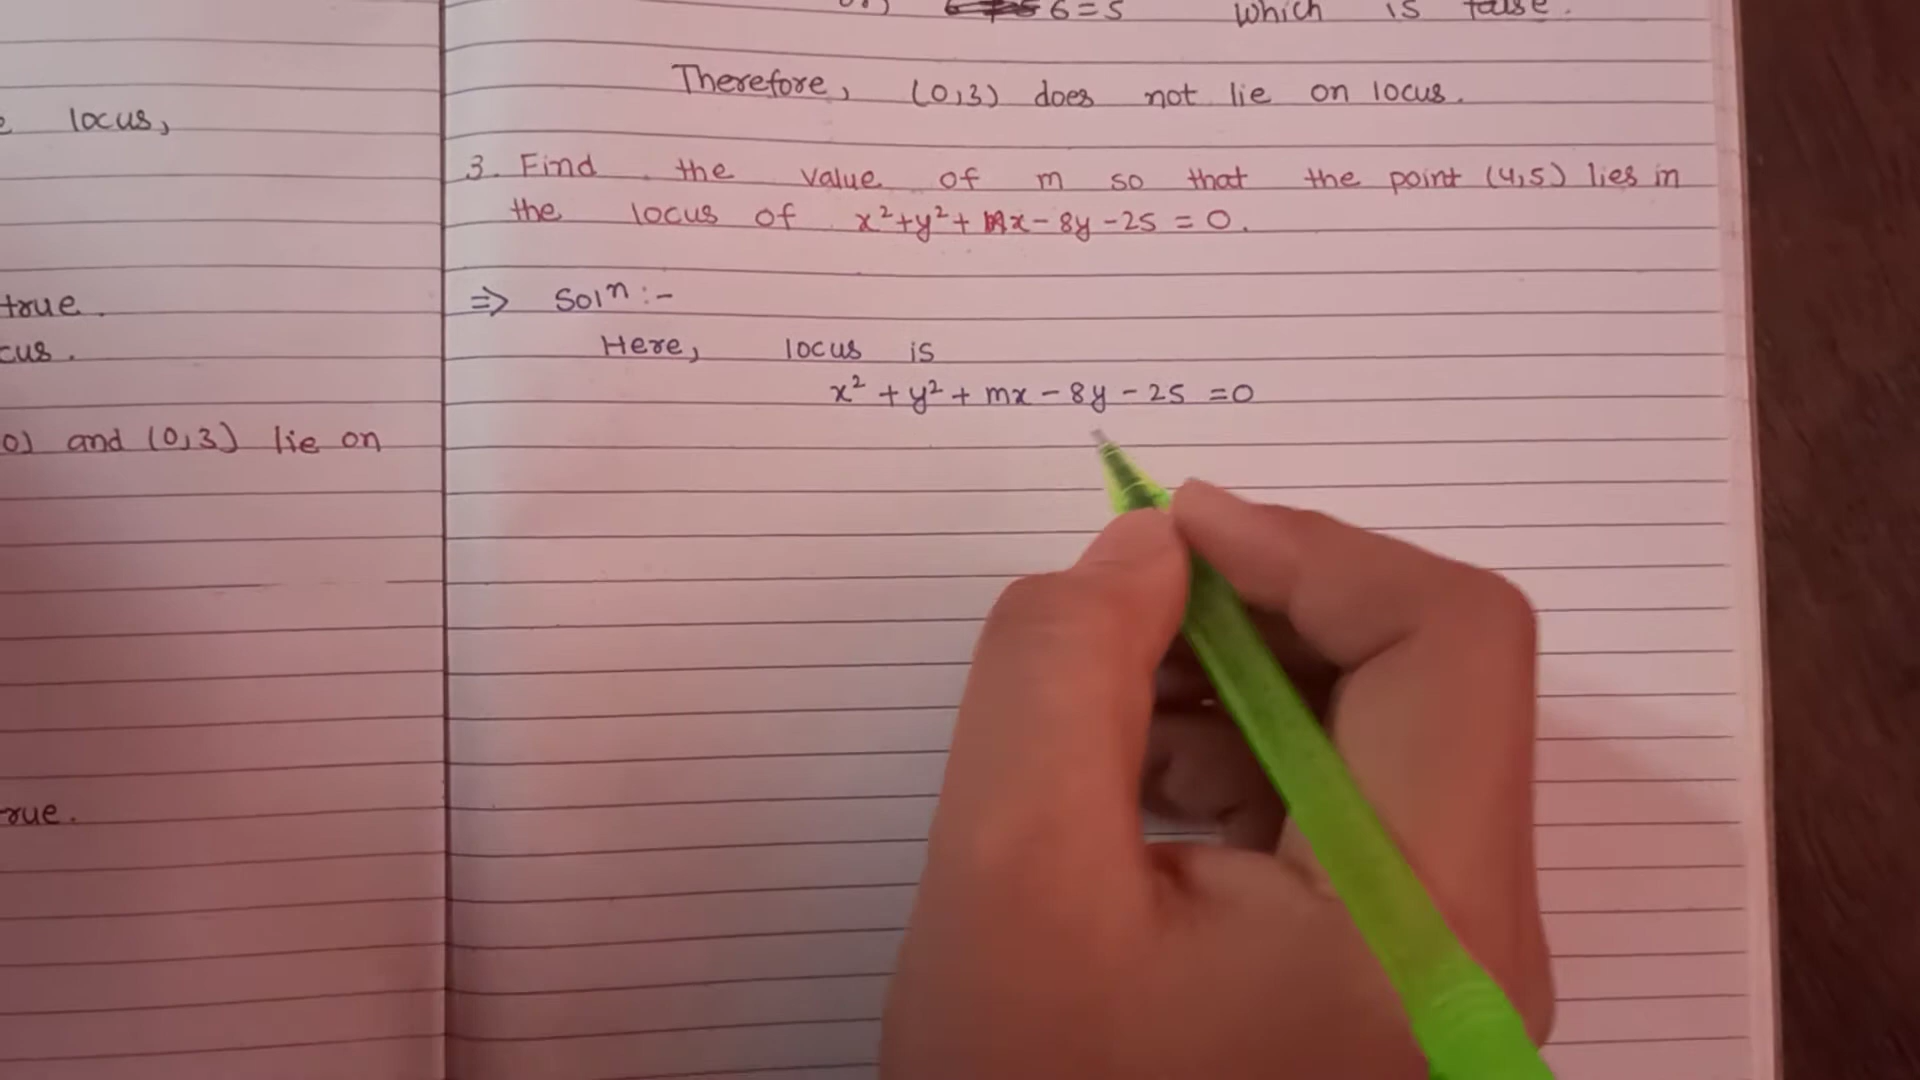 locus,
true.
cus.
0) and (0,3) lie on
rue.
6=5 which is false.
Therefore, (0,3) does not lie on locus.
3. Find the value of m so that the point (4,5) lies in
the locus of x²+y²+mx-8y-25=0.
⇒ Solⁿ:-
Here, locus is
x²+y²+mx-8y-25=0